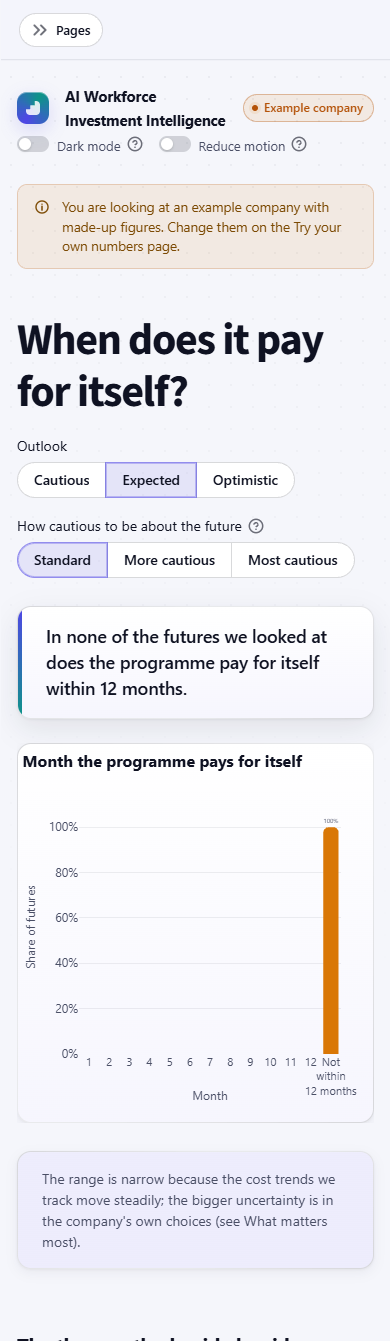 Pages
AI Workforce
Investment Intelligence
Example company
Dark mode
Reduce motion
You are looking at an example company with
made-up figures. Change them on the Try your
own numbers page.
When does it pay
for itself?
Outlook
Cautious Expected Optimistic
How cautious to be about the future
Standard More cautious Most cautious
In none of the futures we looked at
does the programme pay for itself
within 12 months.
Month the programme pays for itself
100%
100%
80%
60%
40%
20%
0%
Share of futures
1 2 3 4 5 6 7 8 9 10 11 12 Not
within
12 months
Month
The range is narrow because the cost trends we
track move steadily; the bigger uncertainty is in
the company's own choices (see What matters
most).